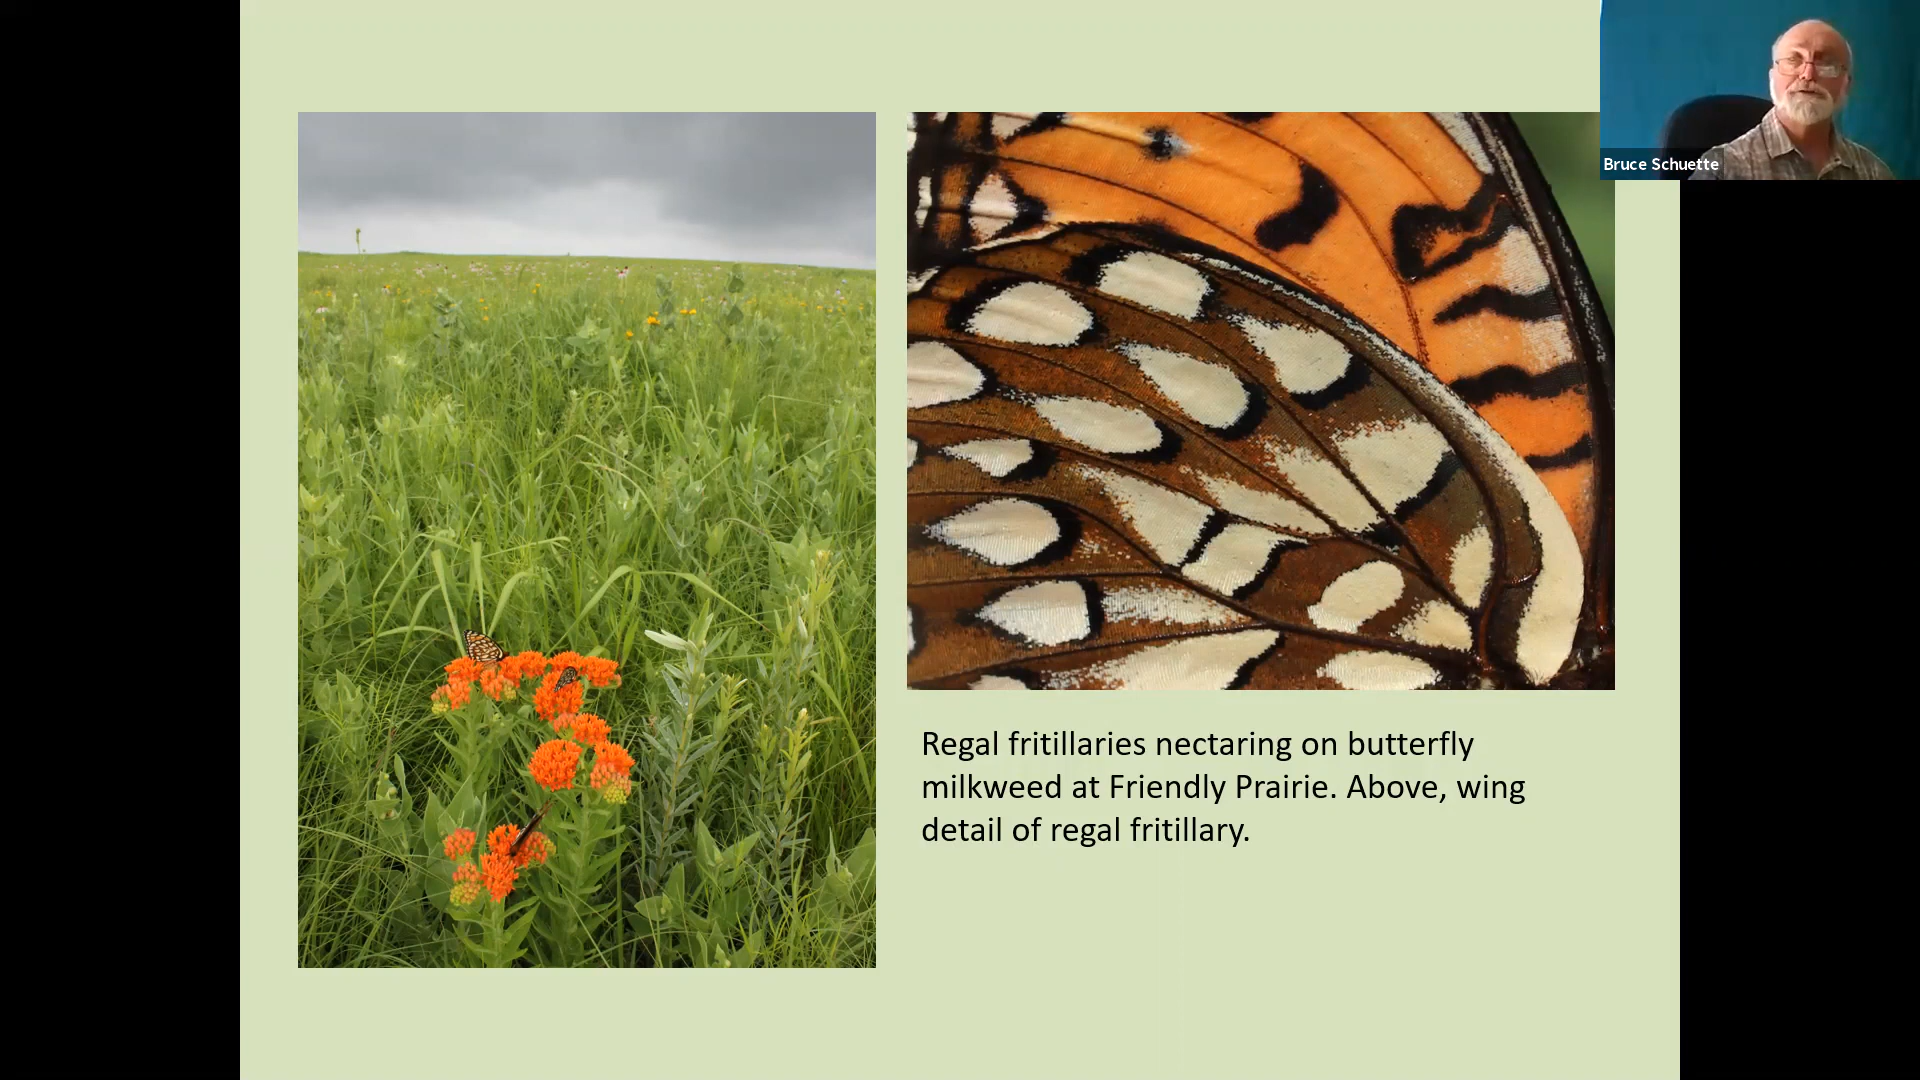 Bruce Schuette
Regal fritillaries nectaring on butterfly
milkweed at Friendly Prairie. Above, wing
detail of regal fritillary.